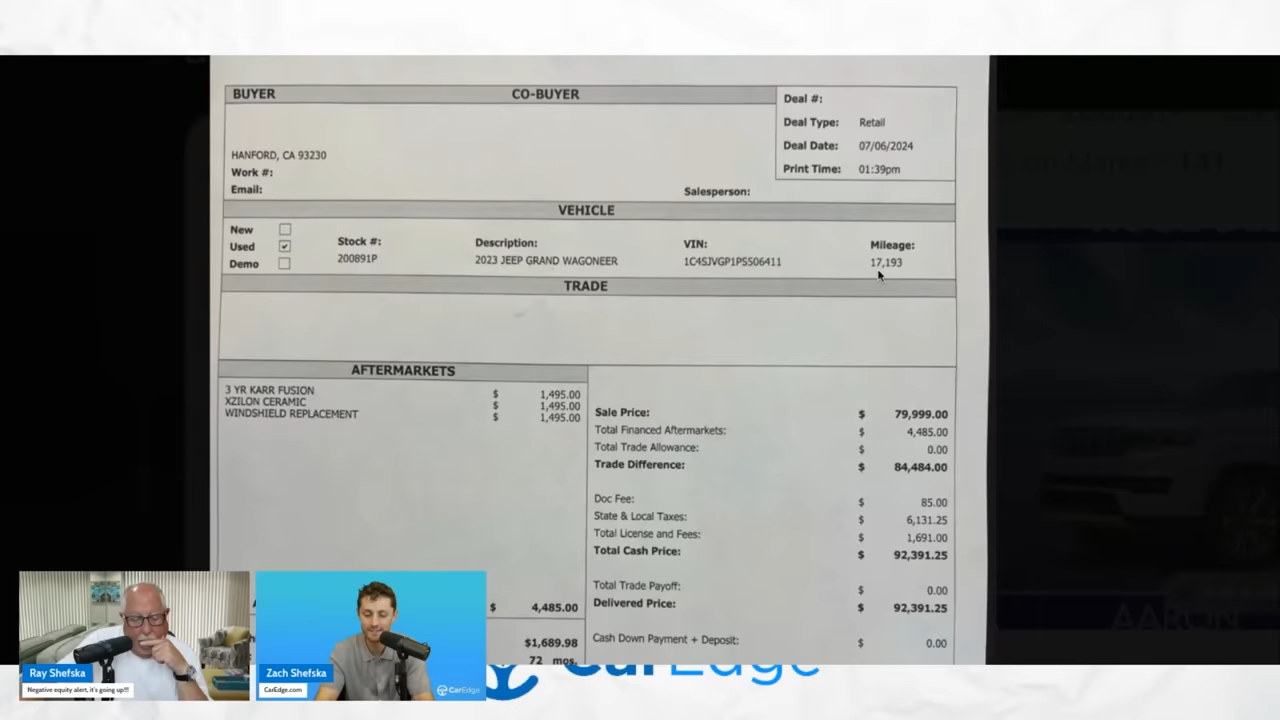 BUYER CO-BUYER
Deal #:
Deal Type: Retail
Deal Date: 07/06/2024
Print Time: 01:39pm
HANFORD, CA 93230
Work #:
Email:
Salesperson:
VEHICLE
New
Used
Demo
Stock #: Description: VIN: Mileage:
200891P 2023 JEEP GRAND WAGONEER 1C4SJVGP1PS506411 17,193
TRADE
AFTERMARKETS
3 YR KARR FUSION $ 1,495.00
XZILON CERAMIC $ 1,495.00
WINDSHIELD REPLACEMENT $ 1,495.00
Sale Price: $ 79,999.00
Total Financed Aftermarkets: $ 4,485.00
Total Trade Allowance: $ 0.00
Trade Difference: $ 84,484.00
Doc Fee: $ 85.00
State & Local Taxes: $ 6,131.25
Total License and Fees: $ 1,691.00
Total Cash Price: $ 92,391.25
Total Trade Payoff: $ 0.00
Delivered Price: $ 92,391.25
Cash Down Payment + Deposit: $ 0.00
$ 4,485.00
$1,689.98
72 mos.
AARON
Ray Shefska
Negative equity alert, it's going up!!!
Zach Shefska
CarEdge.com
CarEdge
CarEdge